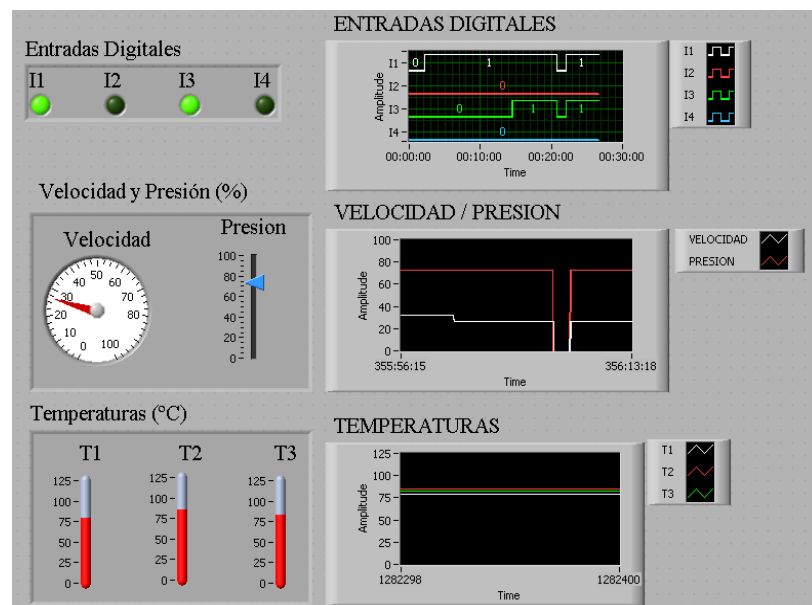 Entradas Digitales
I1 I2 I3 I4
ENTRADAS DIGITALES
Amplitude
I1
I2
I3
I4
0 1 1
0
0 1 1
0
00:00:00 00:10:00 00:20:00 00:30:00
Time
I1
I2
I3
I4
Velocidad y Presión (%)
Velocidad
0 10 20 30 40 50 60 70 80 100
Presion
100
80
60
40
20
0
VELOCIDAD / PRESION
Amplitude
100
80
60
40
20
0
355:56:15 356:13:18
Time
VELOCIDAD
PRESION
Temperaturas (°C)
T1 T2 T3
125 125 125
100 100 100
75 75 75
50 50 50
25 25 25
0 0 0
TEMPERATURAS
Amplitude
125
100
75
50
25
0
1282298 1282400
Time
T1
T2
T3